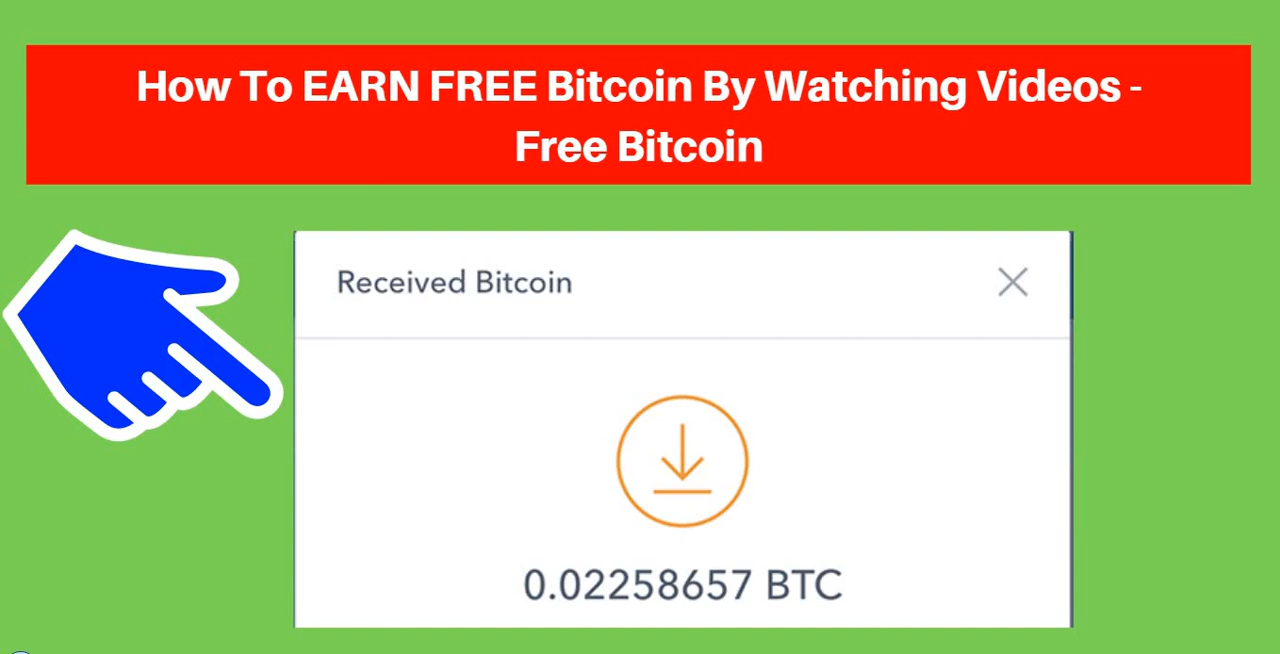 How To EARN FREE Bitcoin By Watching Videos -
Free Bitcoin
Received Bitcoin
0.02258657 BTC